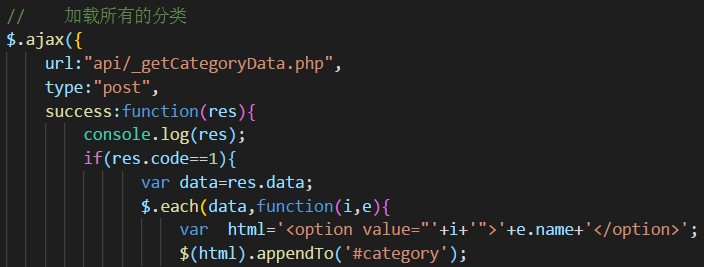 //    加载所有的分类
$.ajax({
    url:"api/_getCategoryData.php",
    type:"post",
    success:function(res){
        console.log(res);
        if(res.code==1){
              var data=res.data;
              $.each(data,function(i,e){
                  var  html='<option value="'+i+'">'+e.name+'</option>';
                  $(html).appendTo('#category');